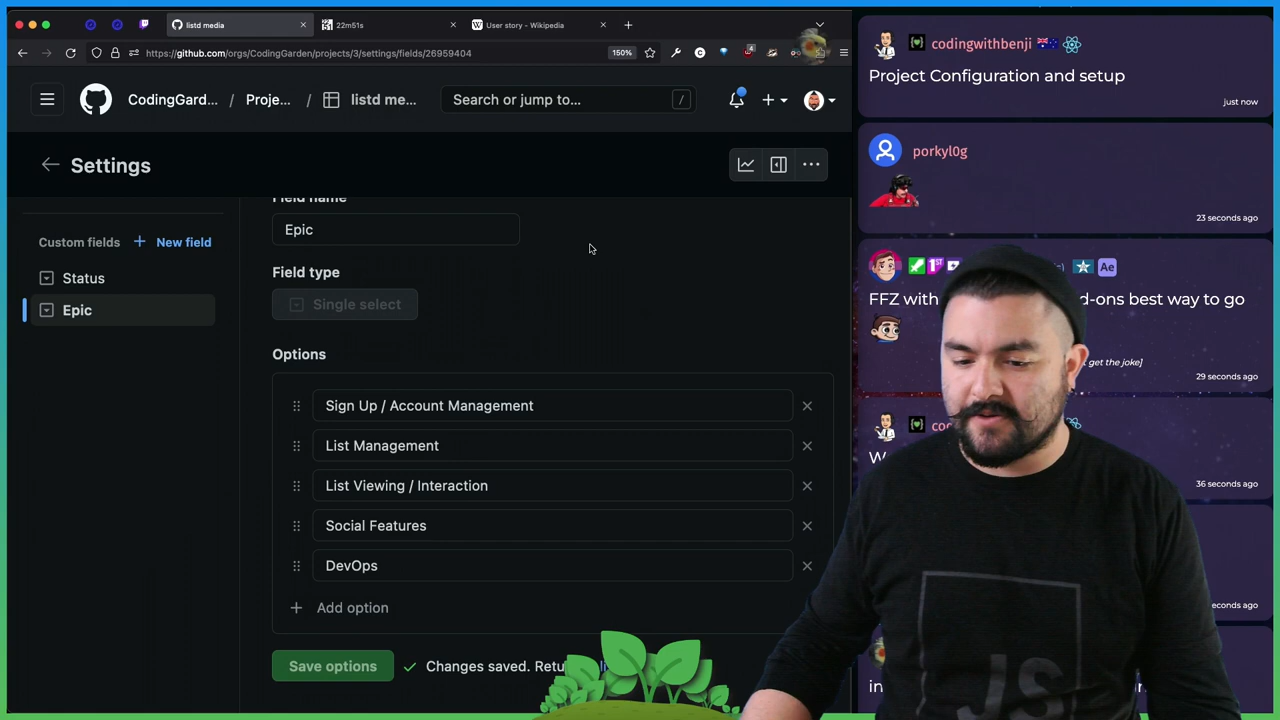 listd media
22m51s
User story - Wikipedia
https://github.com/orgs/CodingGarden/projects/3/settings/fields/26959404
150%
CodingGard... / Proje... / listd me...
Search or jump to...
/
Settings
Custom fields
New field
Status
Epic
Field name
Epic
Field type
Single select
Options
Sign Up / Account Management
List Management
List Viewing / Interaction
Social Features
DevOps
Add option
Save options
Changes saved.
codingwithbenji
Project Configuration and setup
just now
porkyl0g
23 seconds ago
1ST
Ae
FFZ with
d-ons best way to go
get the joke]
29 seconds ago
36 seconds ago
JS